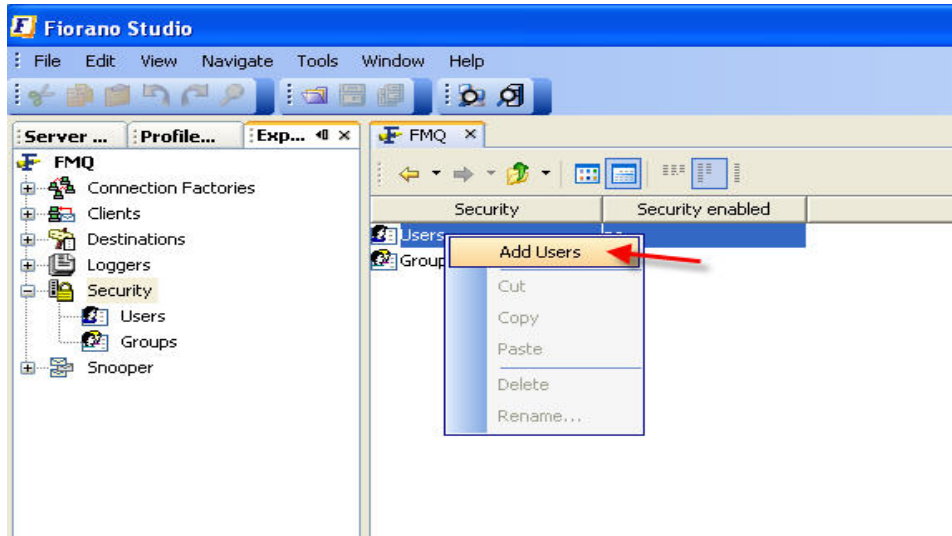 Fiorano Studio
File Edit View Navigate Tools Window Help
Server ... Profile... Exp...
FMQ
Connection Factories
Clients
Destinations
Loggers
Security
Users
Groups
Snooper
FMQ
Security Security enabled
Users
Group
Add Users
Cut
Copy
Paste
Delete
Rename...